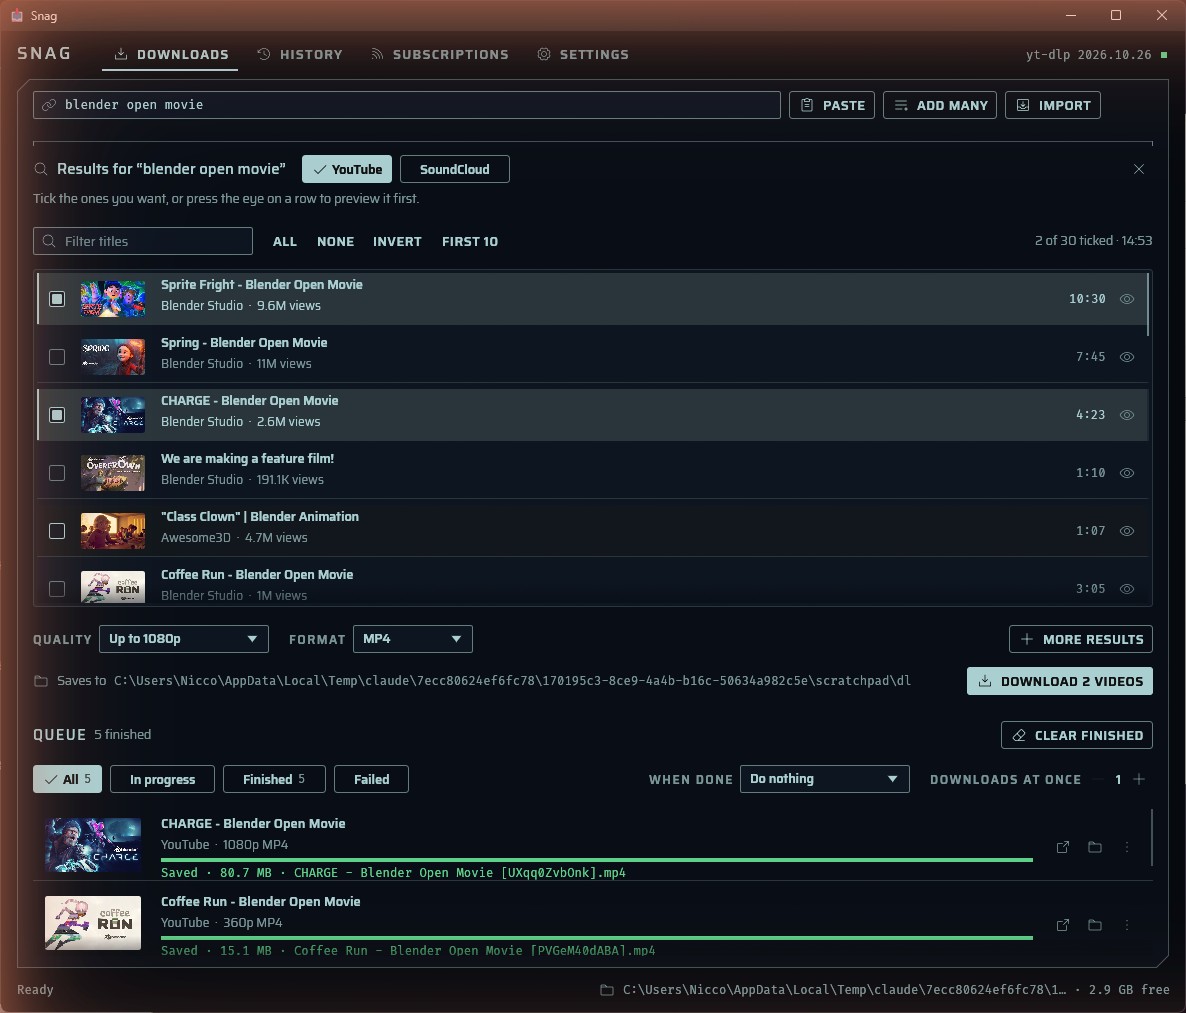 Snag
SNAG DOWNLOADS HISTORY SUBSCRIPTIONS SETTINGS yt-dlp 2026.10.26
blender open movie PASTE ADD MANY IMPORT
Results for “blender open movie” YouTube SoundCloud
Tick the ones you want, or press the eye on a row to preview it first.
Filter titles ALL NONE INVERT FIRST 10 2 of 30 ticked · 14:53
Sprite Fright - Blender Open Movie
Blender Studio · 9.6M views 10:30
SPRING
Spring - Blender Open Movie
Blender Studio · 11M views 7:45
CHARGE
CHARGE - Blender Open Movie
Blender Studio · 2.6M views 4:23
OVERGROWN
We are making a feature film!
Blender Studio · 191.1K views 1:10
"Class Clown" | Blender Animation
Awesome3D · 4.7M views 1:07
coffee RUN
Coffee Run - Blender Open Movie
Blender Studio · 1M views 3:05
QUALITY Up to 1080p FORMAT MP4 MORE RESULTS
Saves to C:\Users\Nicco\AppData\Local\Temp\claude\7ecc80624ef6fc78\170195c3-8ce9-4a4b-b16c-50634a982c5e\scratchpad\dl DOWNLOAD 2 VIDEOS
QUEUE 5 finished CLEAR FINISHED
All 5 In progress Finished 5 Failed WHEN DONE Do nothing DOWNLOADS AT ONCE 1
CHARGE
CHARGE - Blender Open Movie
YouTube · 1080p MP4
Saved · 80.7 MB · CHARGE - Blender Open Movie [UXqq0ZvbOnk].mp4
coffee RUN
Coffee Run - Blender Open Movie
YouTube · 360p MP4
Saved · 15.1 MB · Coffee Run - Blender Open Movie [PVGeM40dABA].mp4
Ready C:\Users\Nicco\AppData\Local\Temp\claude\7ecc80624ef6fc78\1… · 2.9 GB free